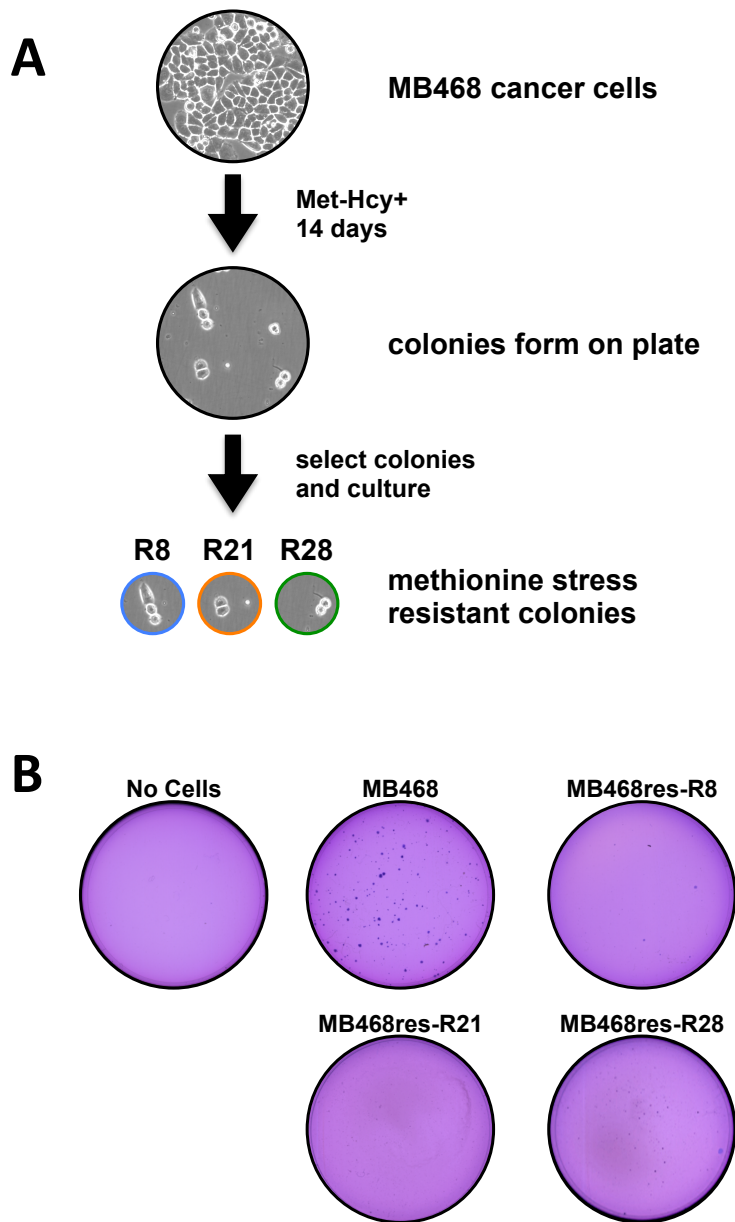 A
MB468 cancer cells
Met-Hcy+
14 days
colonies form on plate
select colonies
and culture
R8 R21 R28
methionine stress
resistant colonies
B
No Cells MB468 MB468res-R8
MB468res-R21 MB468res-R28